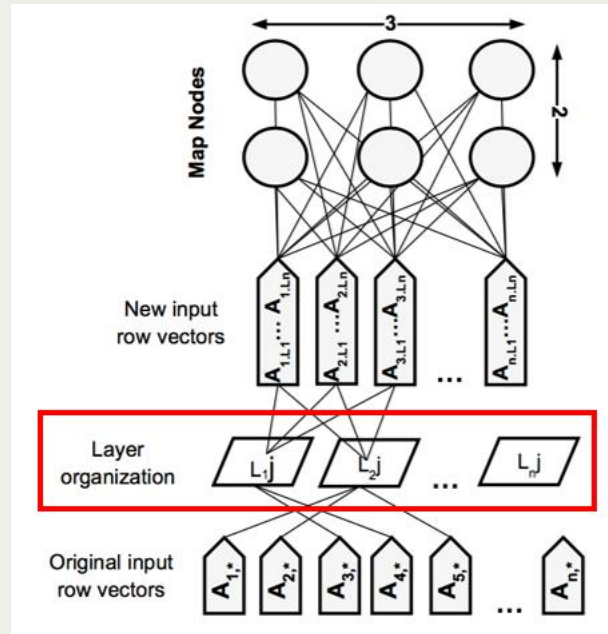 3
Map Nodes
2
New input
row vectors
A1.L1... A1.Ln
A2.L1 ...A2.Ln
A3.L1...A3.Ln
...
An.L1...An.Ln
Layer
organization
L1j
L2j
...
Lnj
Original input
row vectors
A1,*
A2,*
A3,*
A4,*
A5,*
...
An,*